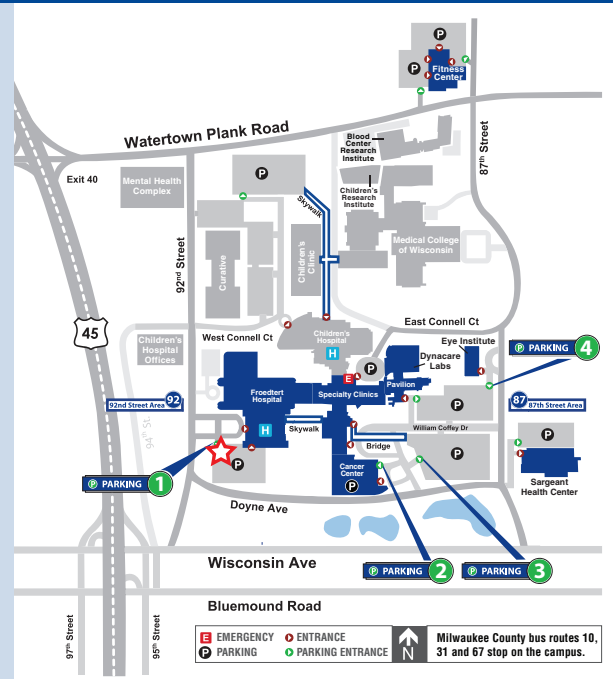 P
P
Fitness
Center
Watertown Plank Road
Blood
Center
Research
Institute
87th Street
Exit 40
Mental Health
Complex
P
Children's
Research
Institute
Skywalk
92nd Street
Curative
Children's
Clinic
Medical College
of Wisconsin
45
East Connell Ct
West Connell Ct
Children's
Hospital
H
Children's
Hospital
Offices
Eye Institute
P PARKING 4
P
Dynacare
Labs
E
Pavilion
Froedtert
Hospital
Specialty Clinics
92nd Street Area 92
87 87th Street Area
P
94th St.
H
Skywalk
William Coffey Dr
Bridge
P
P
P
Cancer
Center
P
Sargeant
Health Center
P PARKING 1
Doyne Ave
Wisconsin Ave
P PARKING 2
P PARKING 3
Bluemound Road
97th Street
95th Street
E EMERGENCY
ENTRANCE
P PARKING
PARKING ENTRANCE
N
Milwaukee County bus routes 10,
31 and 67 stop on the campus.